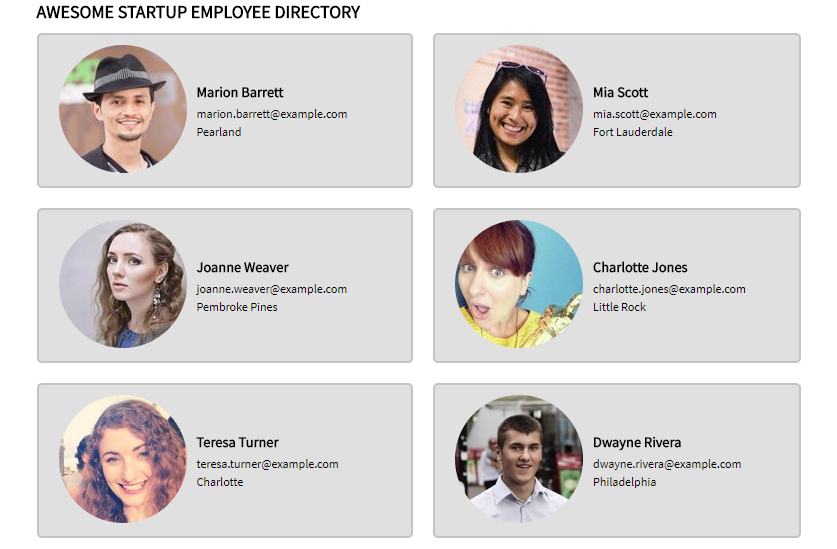 AWESOME STARTUP EMPLOYEE DIRECTORY
Marion Barrett
marion.barrett@example.com
Pearland
Mia Scott
mia.scott@example.com
Fort Lauderdale
Joanne Weaver
joanne.weaver@example.com
Pembroke Pines
Charlotte Jones
charlotte.jones@example.com
Little Rock
Teresa Turner
teresa.turner@example.com
Charlotte
Dwayne Rivera
dwayne.rivera@example.com
Philadelphia